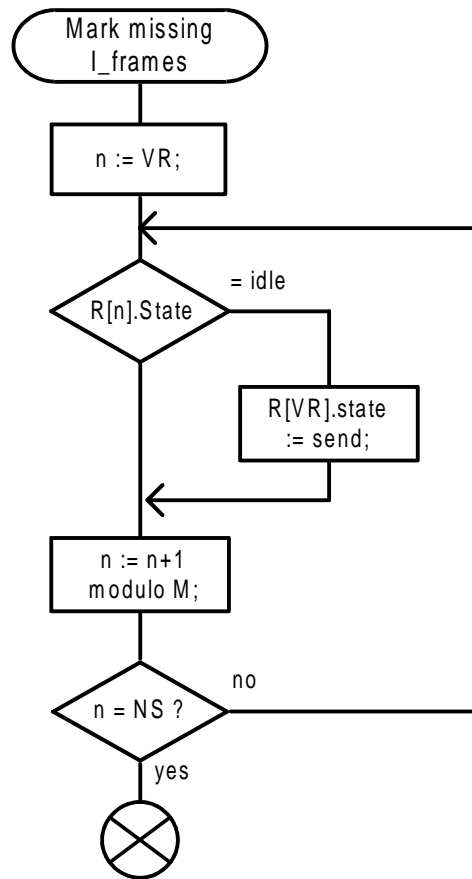 Mark missing
I_frames
n := VR;
= idle
R[n].State
R[VR].state
:= send;
n := n+1
modulo M;
no
n = NS ?
yes